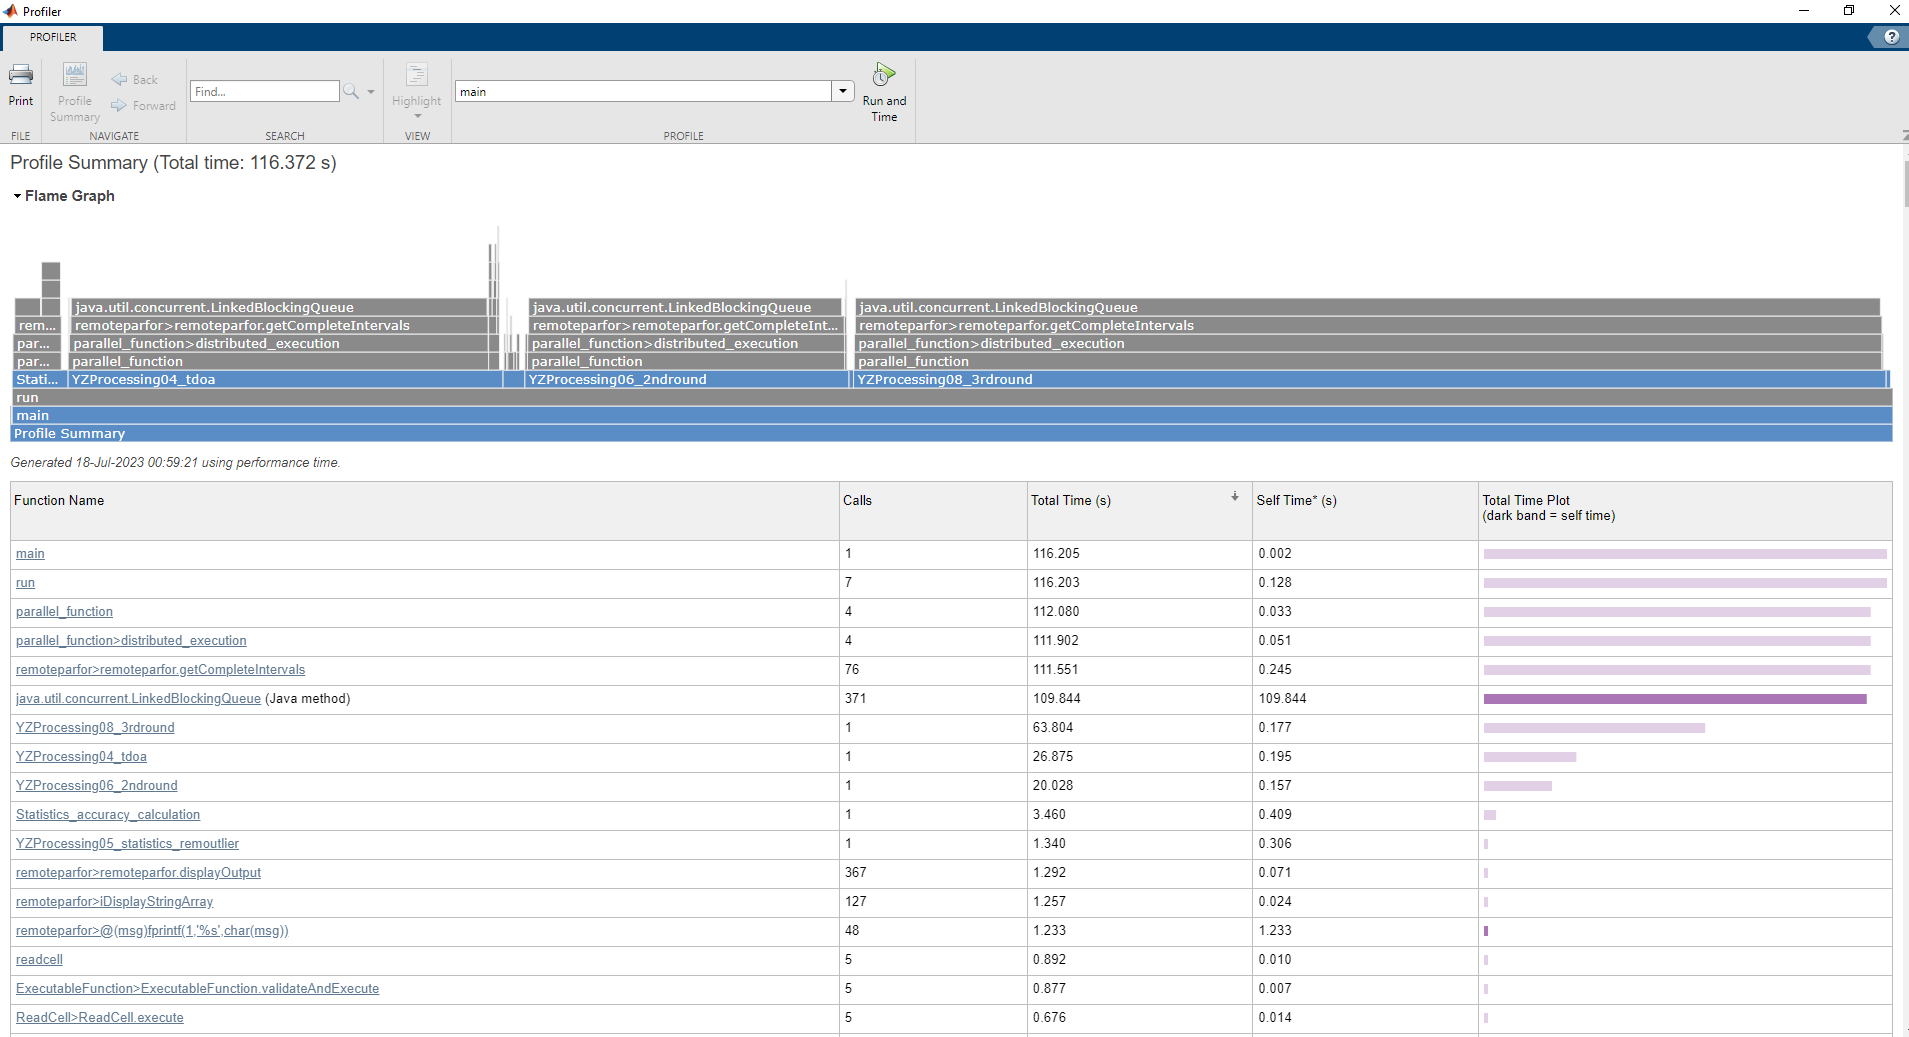 Profiler
PROFILER
?
Print
Profile
Summary
Back
Forward
Find...
Highlight
main
Run and
Time
FILE
NAVIGATE
SEARCH
VIEW
PROFILE
Profile Summary (Total time: 116.372 s)
Flame Graph
java.util.concurrent.LinkedBlockingQueue java.util.concurrent.LinkedBlockingQueue java.util.concurrent.LinkedBlockingQueue
rem... remoteparfor>remoteparfor.getCompleteIntervals remoteparfor>remoteparfor.getCompleteInt... remoteparfor>remoteparfor.getCompleteIntervals
par... parallel_function>distributed_execution parallel_function>distributed_execution parallel_function>distributed_execution
par... parallel_function parallel_function parallel_function
Stati... YZProcessing04_tdoa YZProcessing06_2ndround YZProcessing08_3rdround
run
main
Profile Summary
Generated 18-Jul-2023 00:59:21 using performance time.
Function Name Calls Total Time (s) Self Time* (s) Total Time Plot
(dark band = self time)
main 1 116.205 0.002
run 7 116.203 0.128
parallel_function 4 112.080 0.033
parallel_function>distributed_execution 4 111.902 0.051
remoteparfor>remoteparfor.getCompleteIntervals 76 111.551 0.245
java.util.concurrent.LinkedBlockingQueue (Java method) 371 109.844 109.844
YZProcessing08_3rdround 1 63.804 0.177
YZProcessing04_tdoa 1 26.875 0.195
YZProcessing06_2ndround 1 20.028 0.157
Statistics_accuracy_calculation 1 3.460 0.409
YZProcessing05_statistics_remoutlier 1 1.340 0.306
remoteparfor>remoteparfor.displayOutput 367 1.292 0.071
remoteparfor>iDisplayStringArray 127 1.257 0.024
remoteparfor>@(msg)fprintf(1,'%s',char(msg)) 48 1.233 1.233
readcell 5 0.892 0.010
ExecutableFunction>ExecutableFunction.validateAndExecute 5 0.877 0.007
ReadCell>ReadCell.execute 5 0.676 0.014